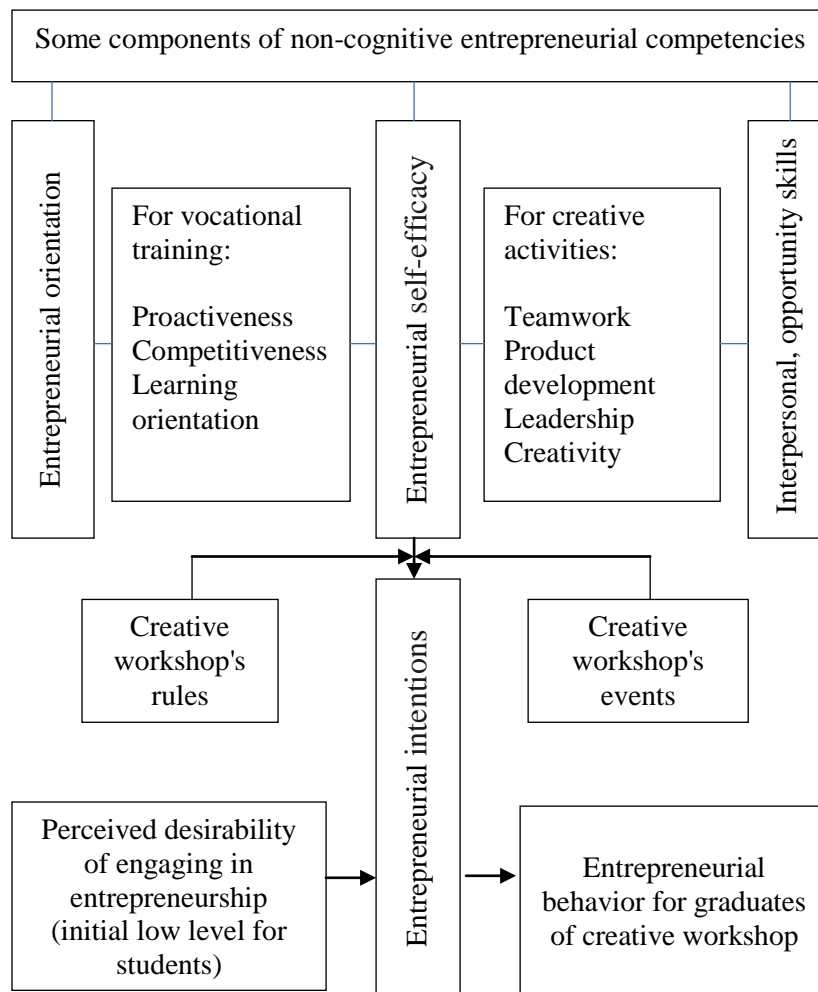 Some components of non-cognitive entrepreneurial competencies
Entrepreneurial orientation
For vocational
training:
Proactiveness
Competitiveness
Learning
orientation
Entrepreneurial self-efficacy
For creative
activities:
Teamwork
Product
development
Leadership
Creativity
Interpersonal, opportunity skills
Creative
workshop's
rules
Entrepreneurial intentions
Creative
workshop's
events
Perceived desirability
of engaging in
entrepreneurship
(initial low level for
students)
Entrepreneurial
behavior for graduates
of creative workshop